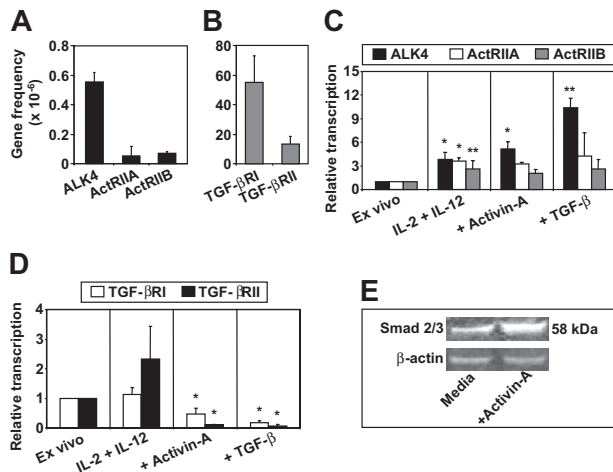 A
Gene frequency
(x 10⁻⁶)
0.8
0.6
0.4
0.2
0
ALK4
ActRIIA
ActRIIB
B
80
60
40
20
0
TGF-βRI
TGF-βRII
C
ALK4 ActRIIA ActRIIB
Relative transcription
15
12
9
6
3
0
* * **
*
**
Ex vivo
IL-2 + IL-12
+ Activin-A
+ TGF-β
D
TGF-βRI TGF-βRII
Relative transcription
4
3
2
1
0
* *
* *
Ex vivo
IL-2 + IL-12
+ Activin-A
+ TGF-β
E
Smad 2/3 58 kDa
β-actin
Media
+Activin-A